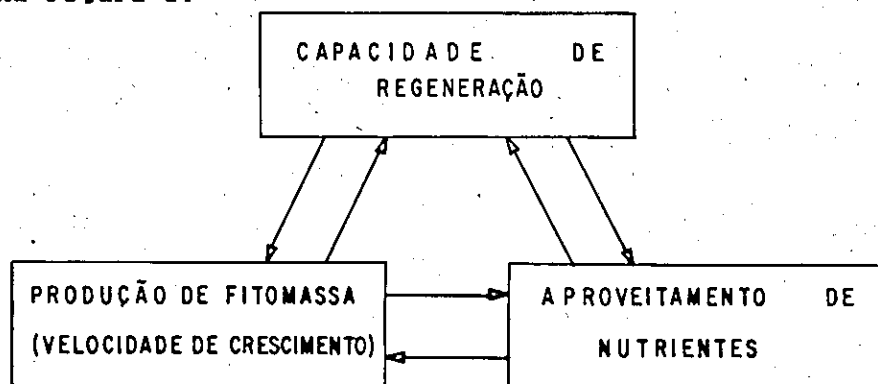 CAPACIDADE DE
REGENERAÇÃO
PRODUÇÃO DE FITOMASSA
(VELOCIDADE DE CRESCIMENTO)
APROVEITAMENTO DE
NUTRIENTES